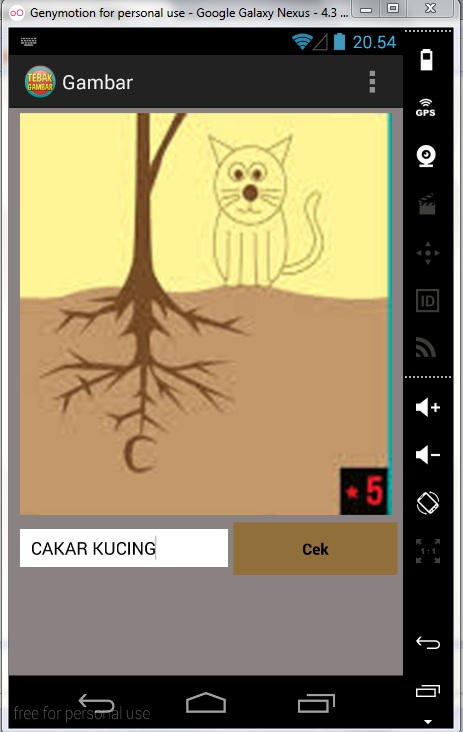 Genymotion for personal use - Google Galaxy Nexus - 4.3 ...
20.54
TEBAK
GAMBAR
Gambar
GPS
ID
C
5
CAKAR KUCING
Cek
1:1
free for personal use